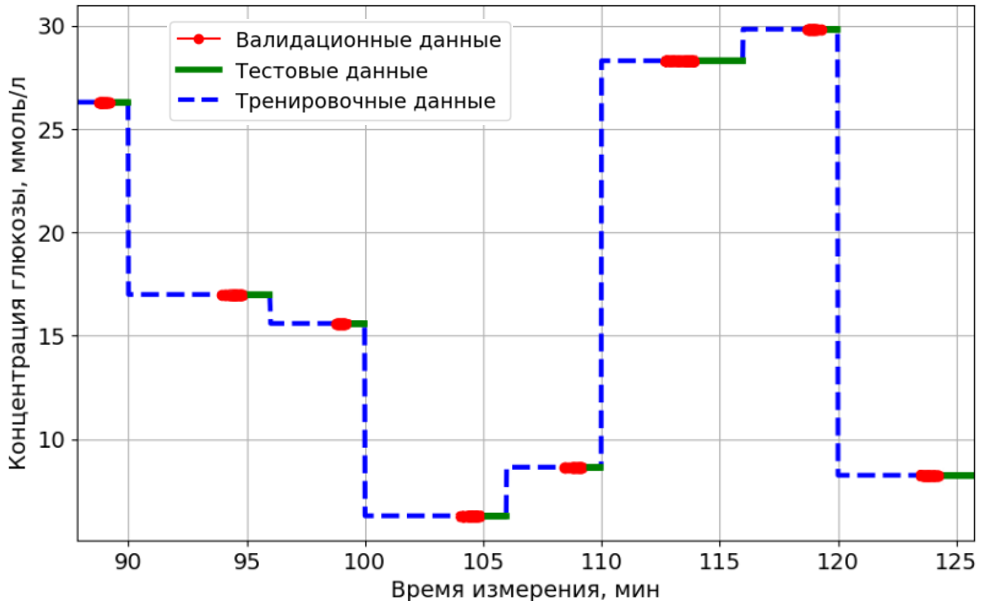 Концентрация глюкозы, ммоль/л
30
25
20
15
10
Валидационные данные
Тестовые данные
Тренировочные данные
90 95 100 105 110 115 120 125
Время измерения, мин